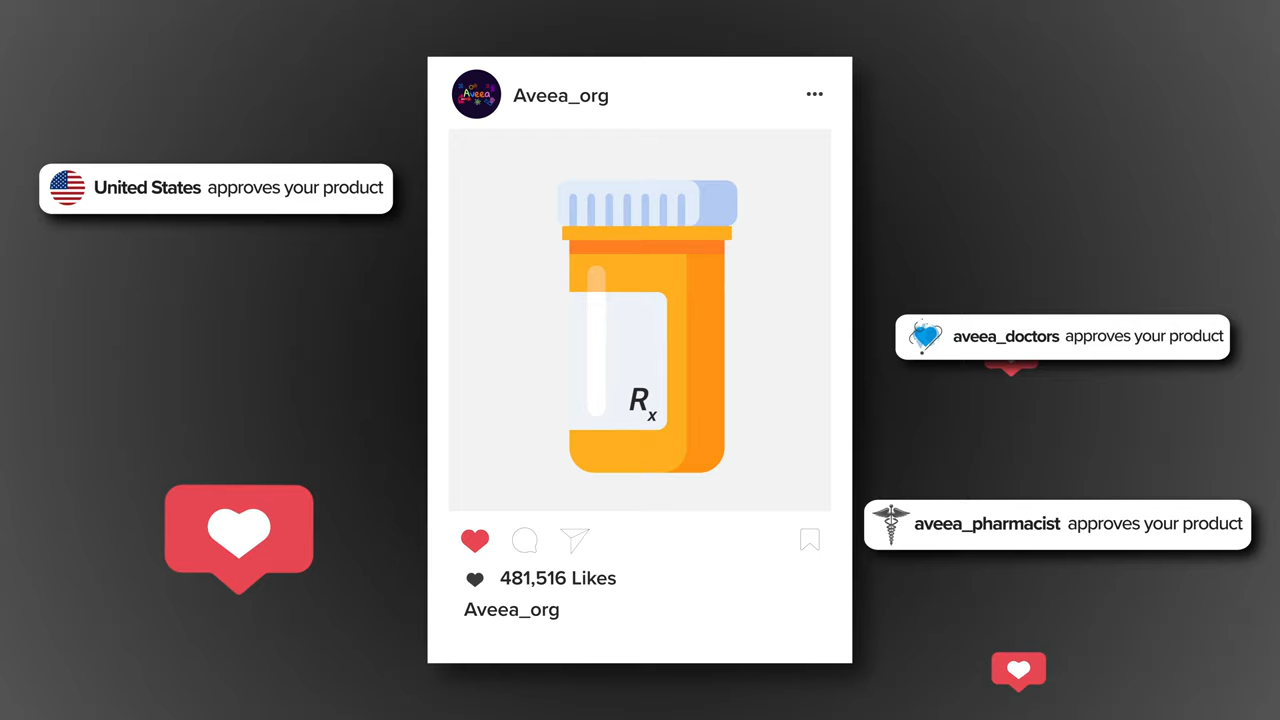 Aveea
Aveea_org
United States approves your product
aveea_doctors approves your product
Rx
aveea_pharmacist approves your product
481,516 Likes
Aveea_org